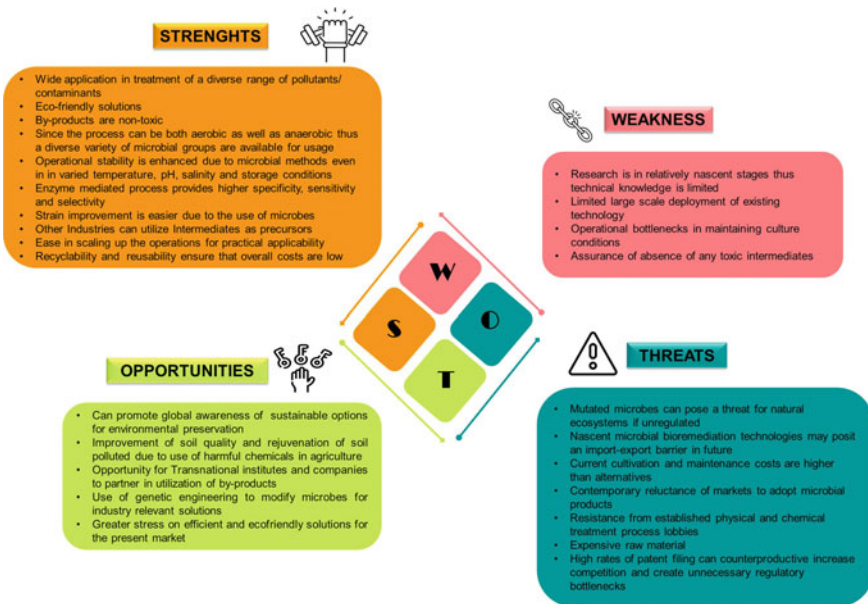 STRENGHTS
• Wide application in treatment of a diverse range of pollutants/
contaminants
• Eco-friendly solutions
• By-products are non-toxic
• Since the process can be both aerobic as well as anaerobic thus
a diverse variety of microbial groups are available for usage
• Operational stability is enhanced due to microbial methods even
in in varied temperature, pH, salinity and storage conditions
• Enzyme mediated process provides higher specificity, sensitivity
and selectivity
• Strain improvement is easier due to the use of microbes
• Other Industries can utilize Intermediates as precursors
• Ease in scaling up the operations for practical applicability
• Recyclability and reusability ensure that overall costs are low
WEAKNESS
• Research is in relatively nascent stages thus
technical knowledge is limited
• Limited large scale deployment of existing
technology
• Operational bottlenecks in maintaining culture
conditions
• Assurance of absence of any toxic intermediates
W
S
O
T
OPPORTUNITIES
• Can promote global awareness of sustainable options
for environmental preservation
• Improvement of soil quality and rejuvenation of soil
polluted due to use of harmful chemicals in agriculture
• Opportunity for Transnational institutes and companies
to partner in utilization of by-products
• Use of genetic engineering to modify microbes for
industry relevant solutions
• Greater stress on efficient and ecofriendly solutions for
the present market
THREATS
• Mutated microbes can pose a threat for natural
ecosystems if unregulated
• Nascent microbial bioremediation technologies may posit
an import-export barrier in future
• Current cultivation and maintenance costs are higher
than alternatives
• Contemporary reluctance of markets to adopt microbial
products
• Resistance from established physical and chemical
treatment process lobbies
• Expensive raw material
• High rates of patent filing can counterproductive increase
competition and create unnecessary regulatory
bottlenecks